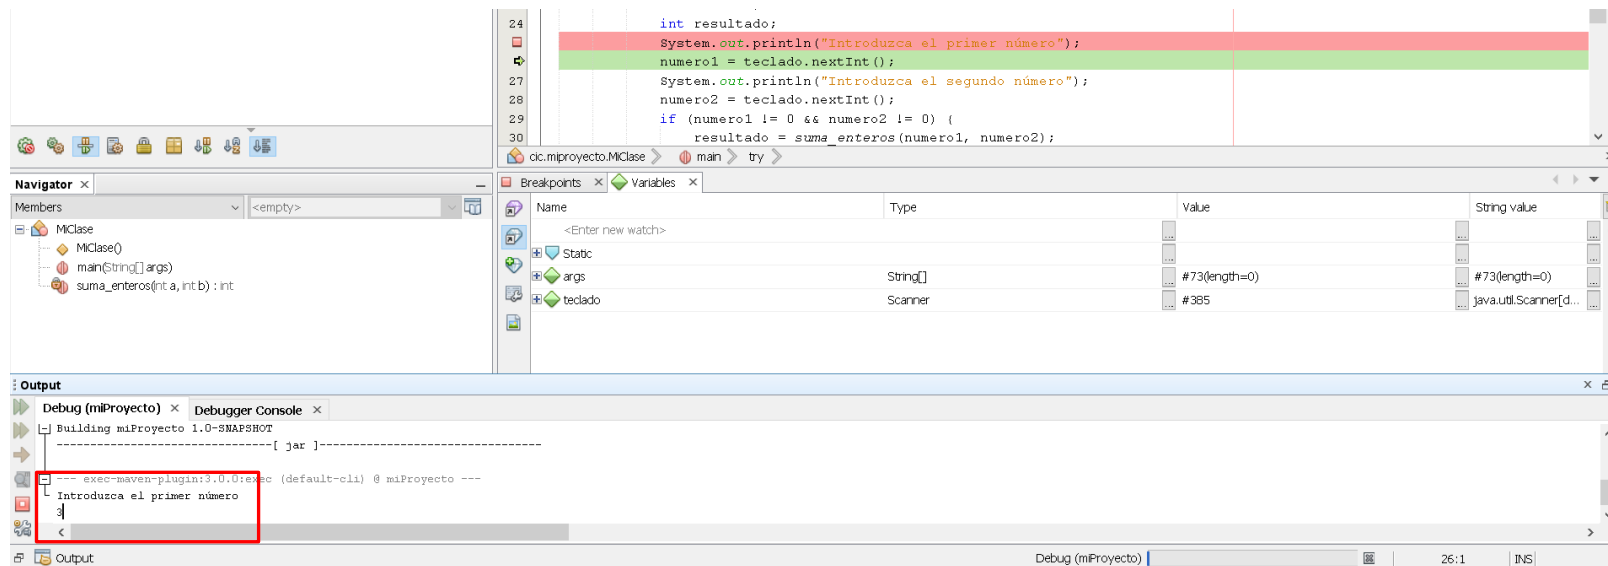 24 int resultado;
System.out.println("Introduzca el primer número");
numero1 = teclado.nextInt();
27 System.out.println("Introduzca el segundo número");
28 numero2 = teclado.nextInt();
29 if (numero1 != 0 && numero2 != 0) {
30 resultado = suma_enteros(numero1, numero2);
cic.miproyecto.MiClase main try
Navigator
Members <empty>
MiClase
MiClase()
main(String[] args)
suma_enteros(int a, int b) : int
Breakpoints Variables
Name Type Value String value
<Enter new watch>
Static
args String[] #73(length=0) #73(length=0)
teclado Scanner #385 java.util.Scanner[d...
Output
Debug (miProyecto) Debugger Console
Building miProyecto 1.0-SNAPSHOT
--------------------------------[ jar ]---------------------------------
--- exec-maven-plugin:3.0.0:exec (default-cli) @ miProyecto ---
Introduzca el primer número
3
Output Debug (miProyecto) 26:1 INS